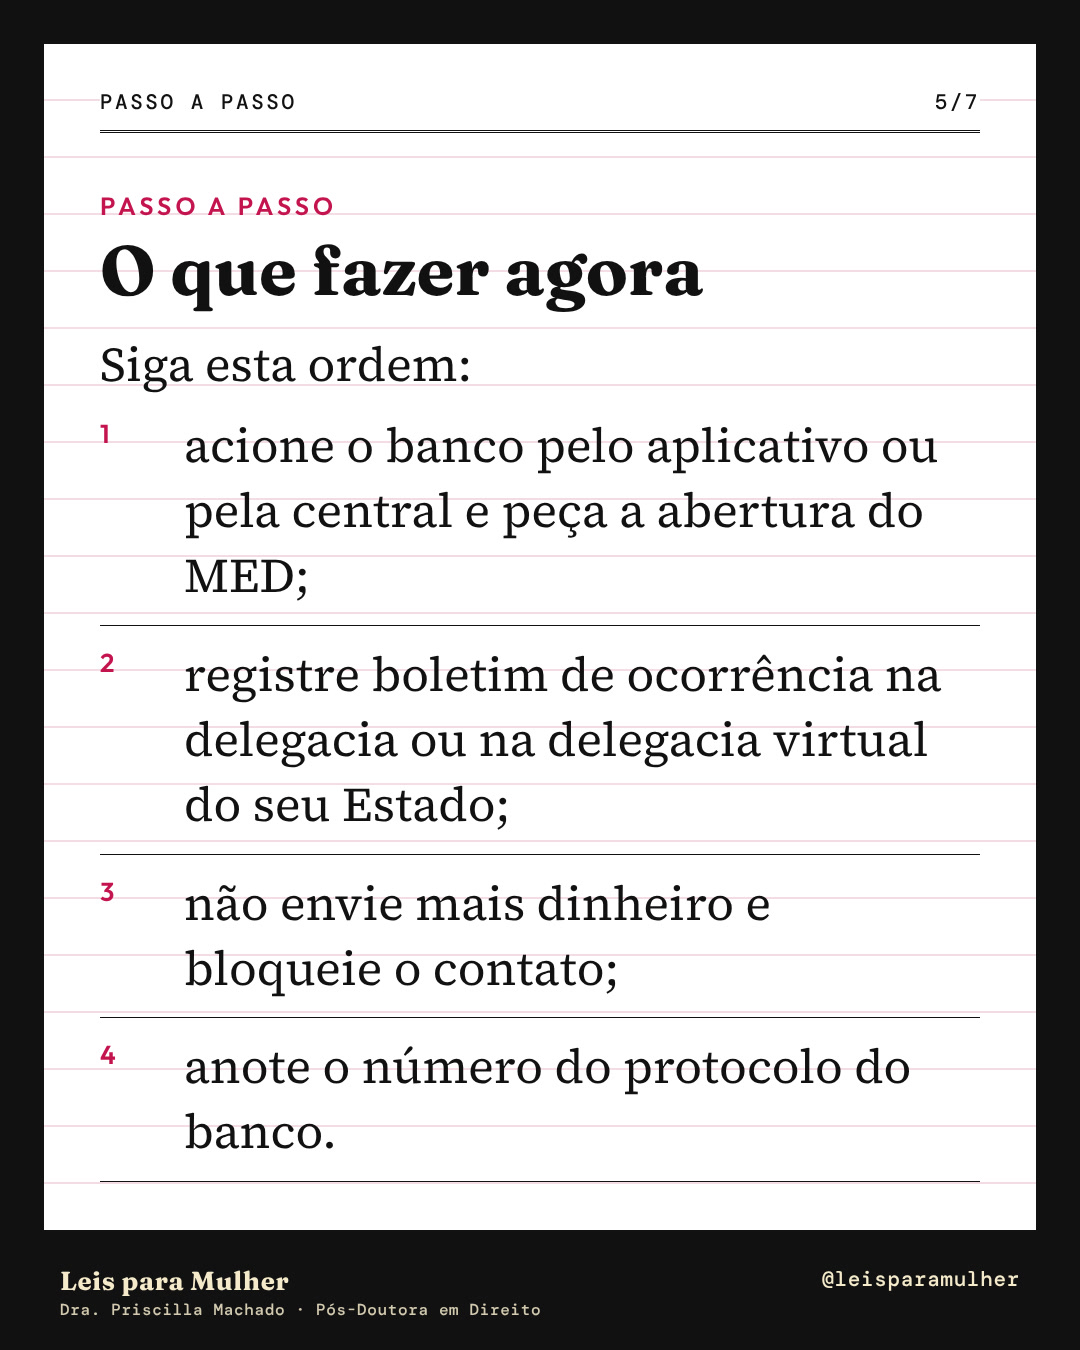 PASSO A PASSO
5/7
PASSO A PASSO
O que fazer agora
Siga esta ordem:
1
acione o banco pelo aplicativo ou
pela central e peça a abertura do
MED;
2
registre boletim de ocorrência na
delegacia ou na delegacia virtual
do seu Estado;
3
não envie mais dinheiro e
bloqueie o contato;
4
anote o número do protocolo do
banco.
Leis para Mulher
@leisparamulher
Dra. Priscilla Machado · Pós-Doutora em Direito